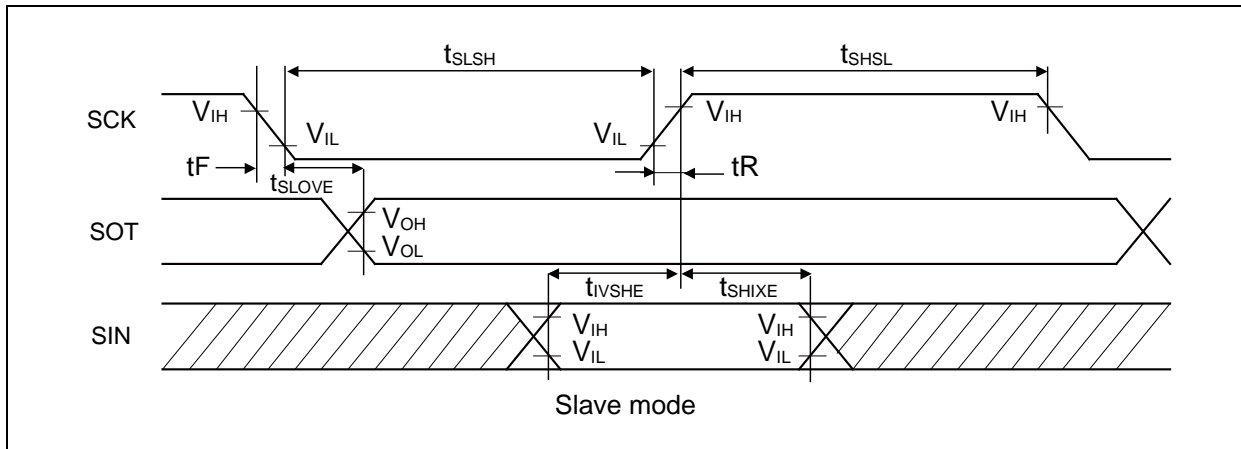 tSLSH
tSHSL
SCK
VIH
VIL
VIL
VIH
VIH
tF
tSLOVE
tR
SOT
VOH
VOL
tIVSHE
tSHIXE
SIN
VIH
VIL
VIH
VIL
Slave mode